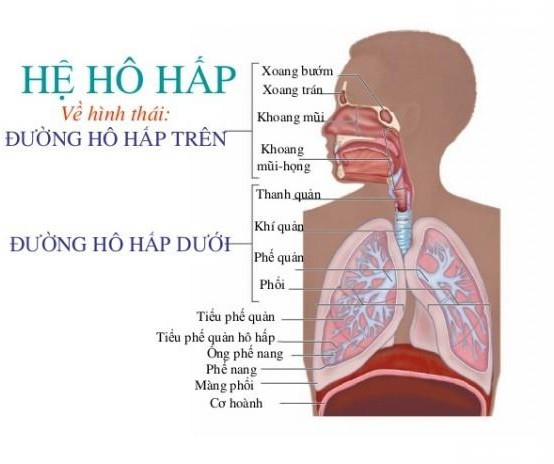 HỆ HÔ HẤP
Về hình thái:
ĐƯỜNG HÔ HẤP TRÊN
Xoang bướm
Xoang trán
Khoang mũi
Khoang
mũi-họng
ĐƯỜNG HÔ HẤP DƯỚI
Thanh quản
Khí quản
Phế quản
Phổi
Tiểu phế quản
Tiểu phế quản hô hấp
Ống phế nang
Phế nang
Màng phổi
Cơ hoành